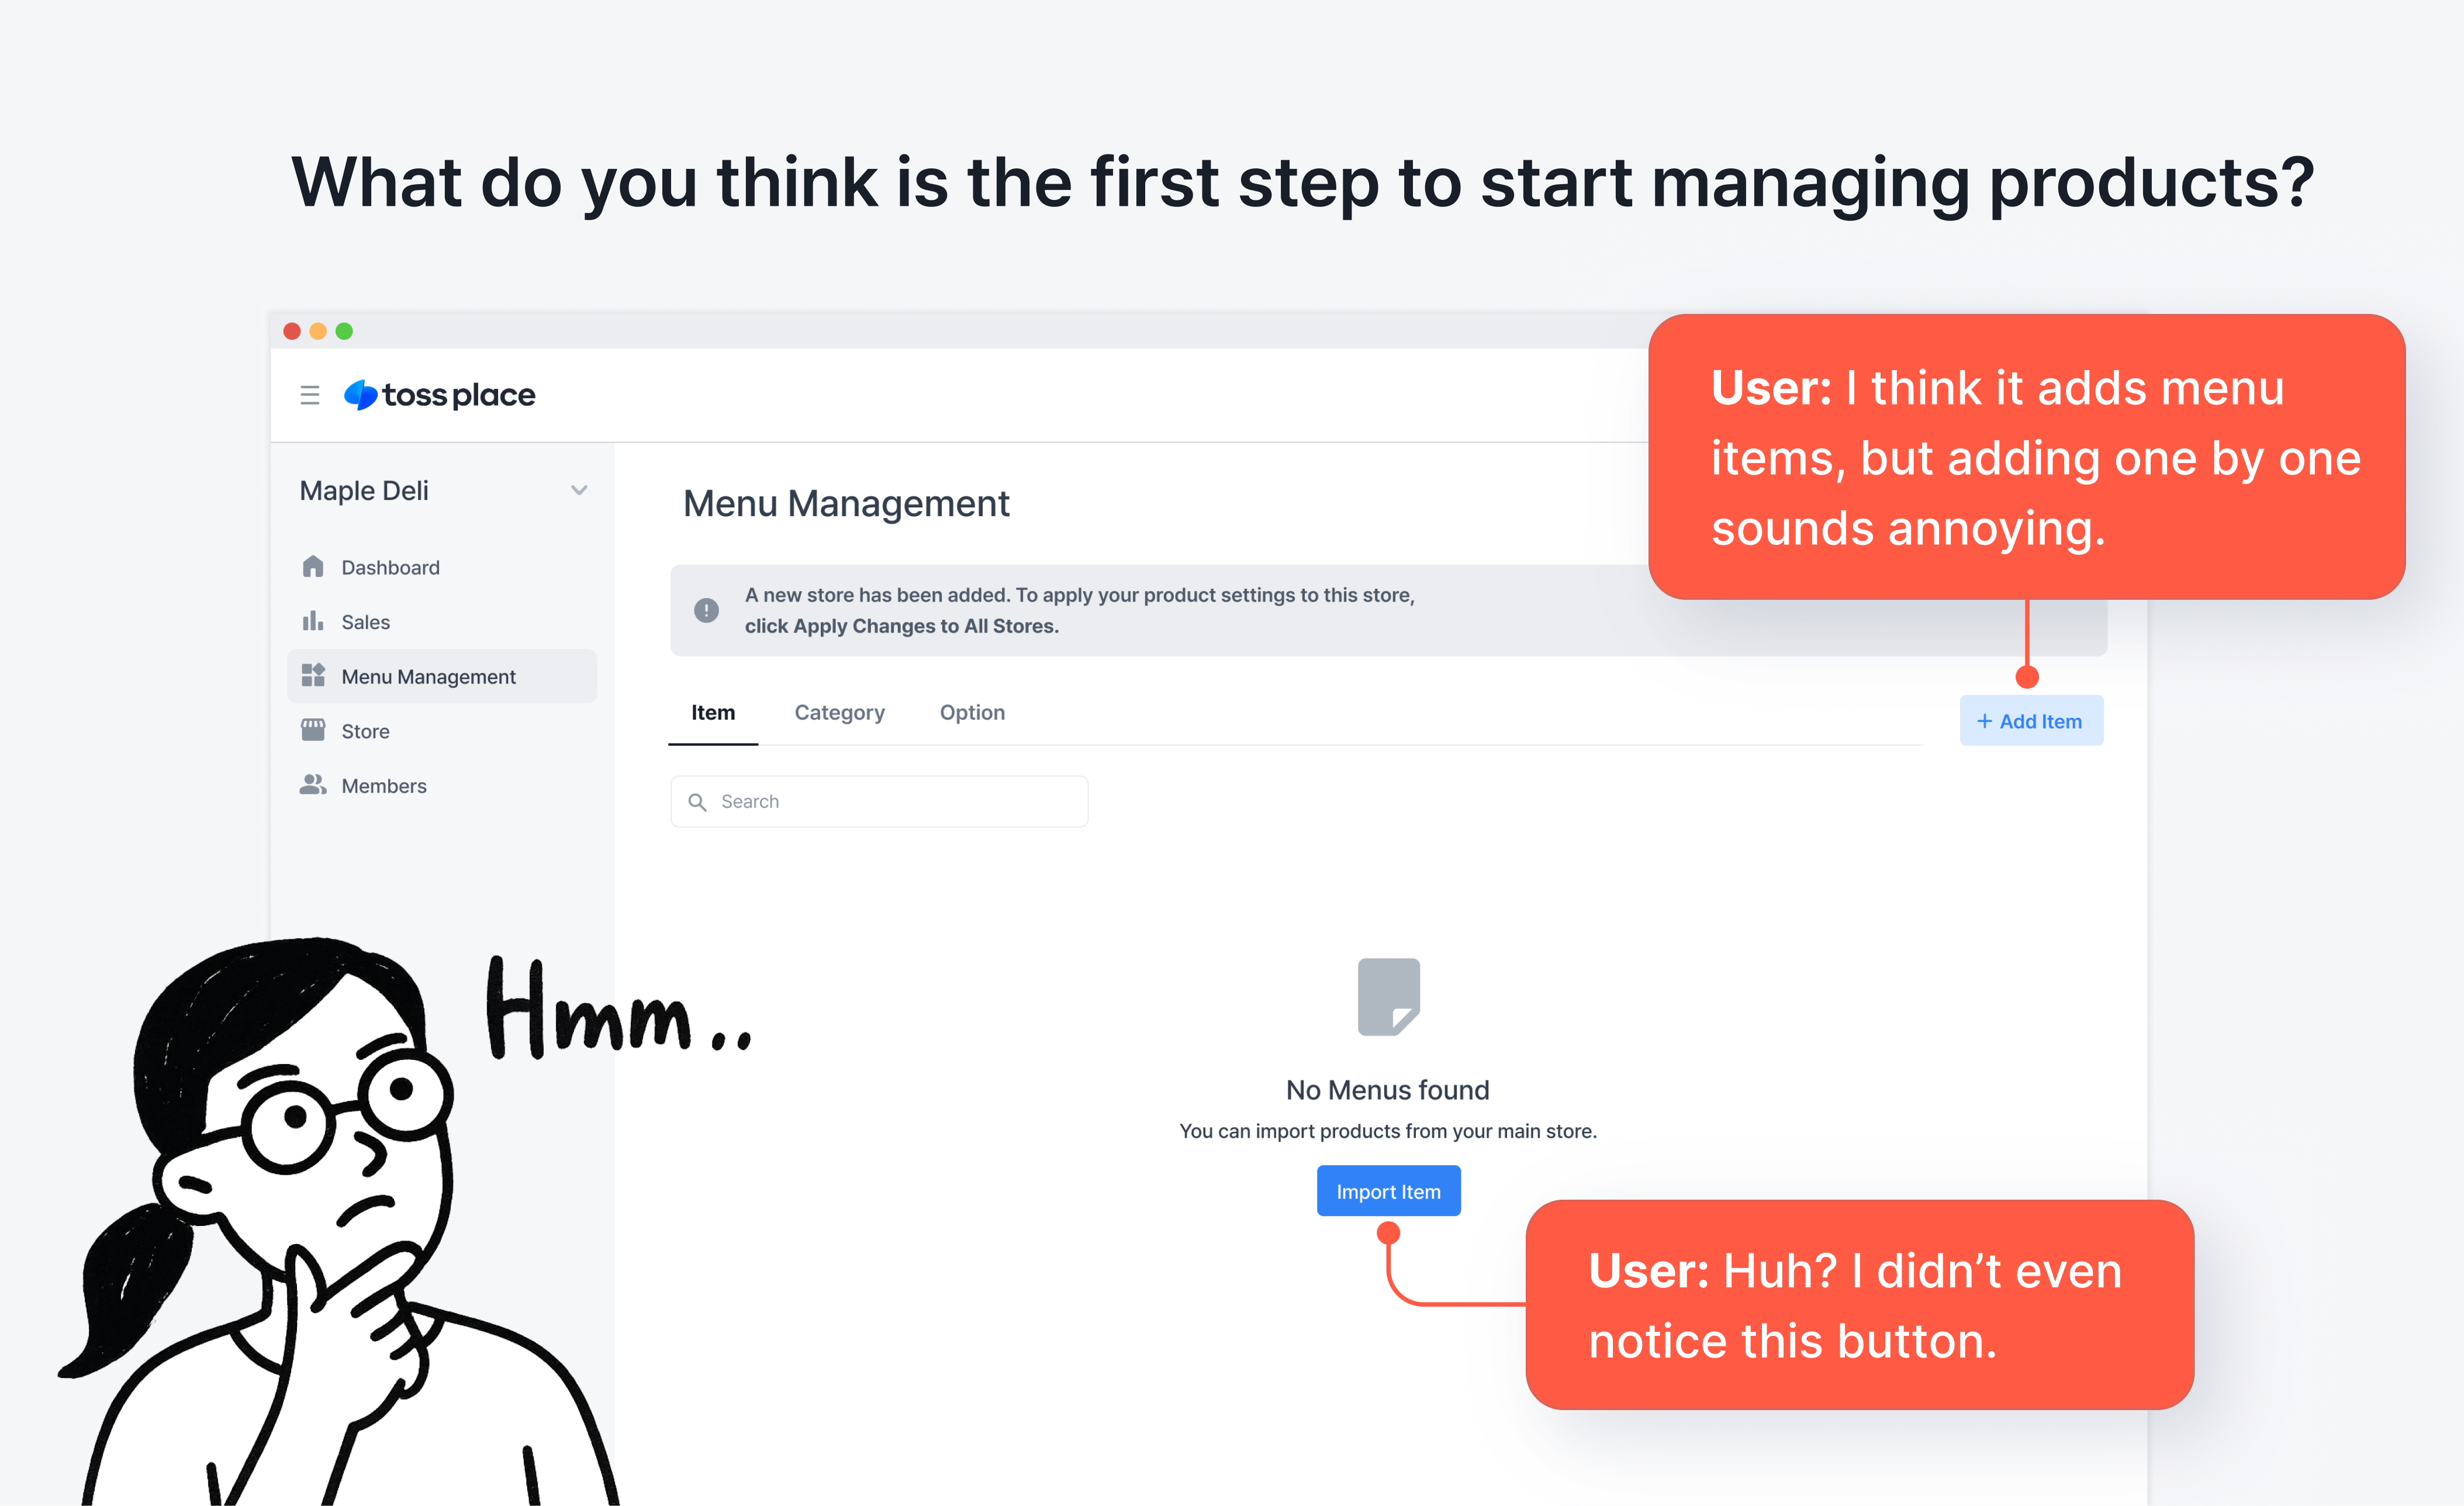 What do you think is the first step to start managing products?
toss place
User: I think it adds menu
items, but adding one by one
sounds annoying.
Maple Deli
Dashboard
Sales
Menu Management
Store
Members
Menu Management
A new store has been added. To apply your product settings to this store,
click Apply Changes to All Stores.
Item
Category
Option
+ Add Item
Search
Hmm..
No Menus found
You can import products from your main store.
Import Item
User: Huh? I didn’t even
notice this button.